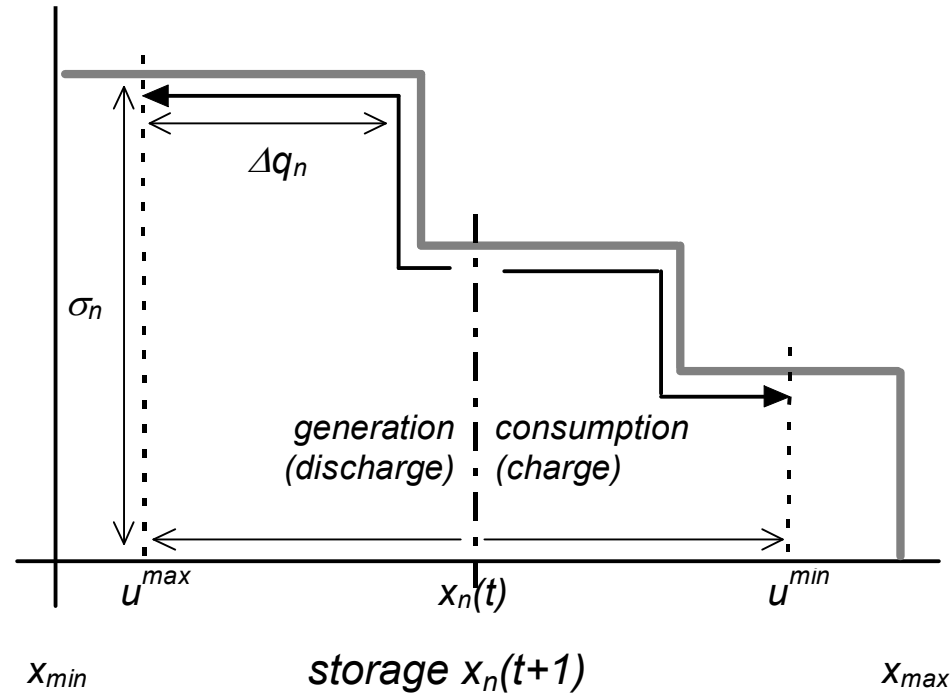 Δqₙ
σₙ
generation consumption
(discharge) (charge)
uᵐᵃˣ xₙ(t) uᵐⁱⁿ
xₘᵢₙ storage xₙ(t+1) xₘₐₓ